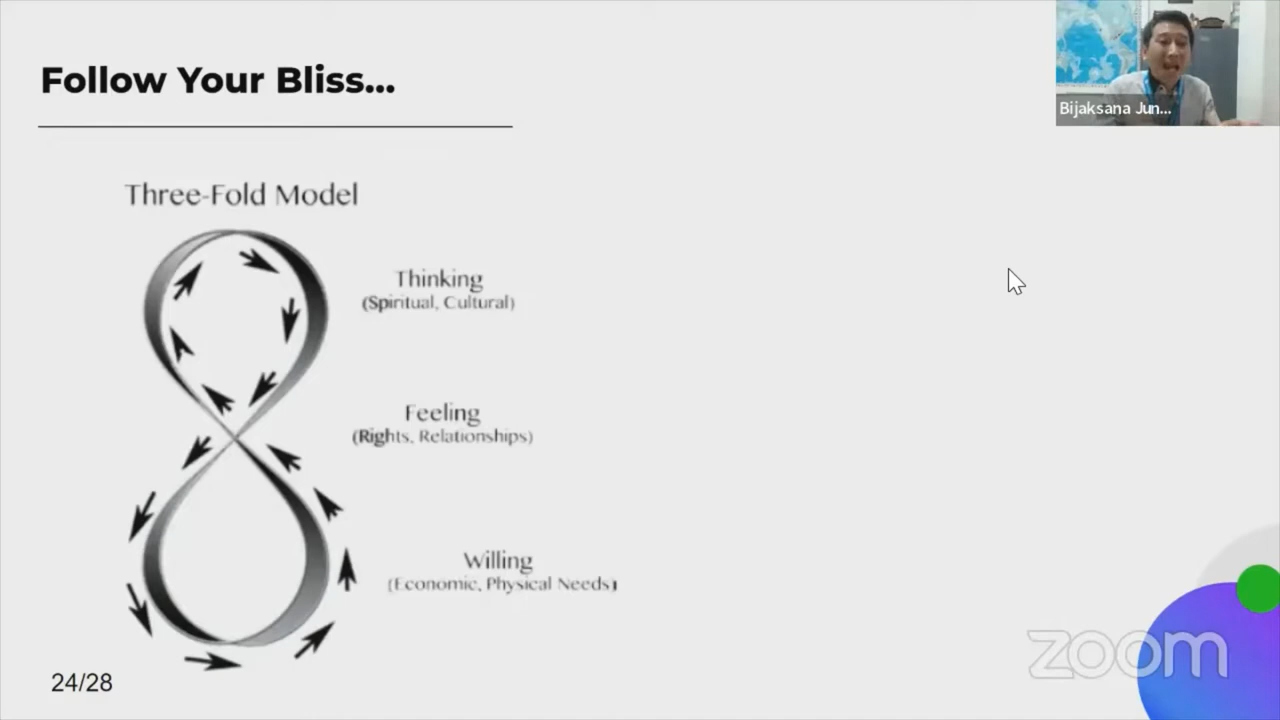 Follow Your Bliss...
Bijaksana Jun...
Three-Fold Model
Thinking
(Spiritual, Cultural)
Feeling
(Rights, Relationships)
Willing
(Economic, Physical Needs)
24/28
zoom